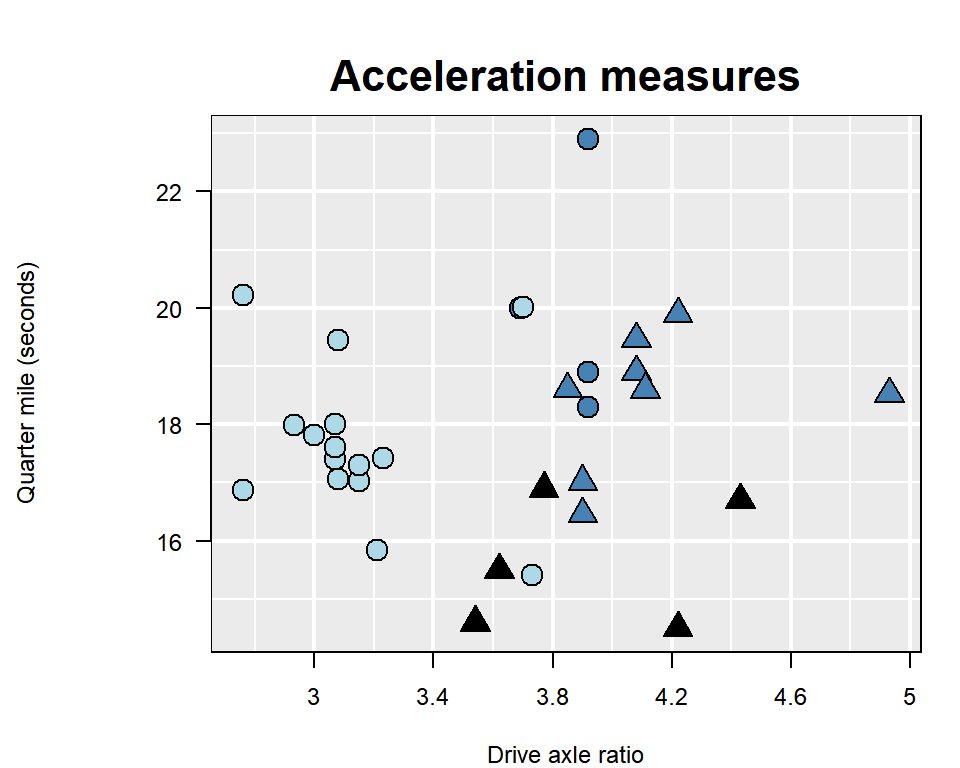 Acceleration measures
Quarter mile (seconds)
22
20
18
16
3 3.4 3.8 4.2 4.6 5
Drive axle ratio